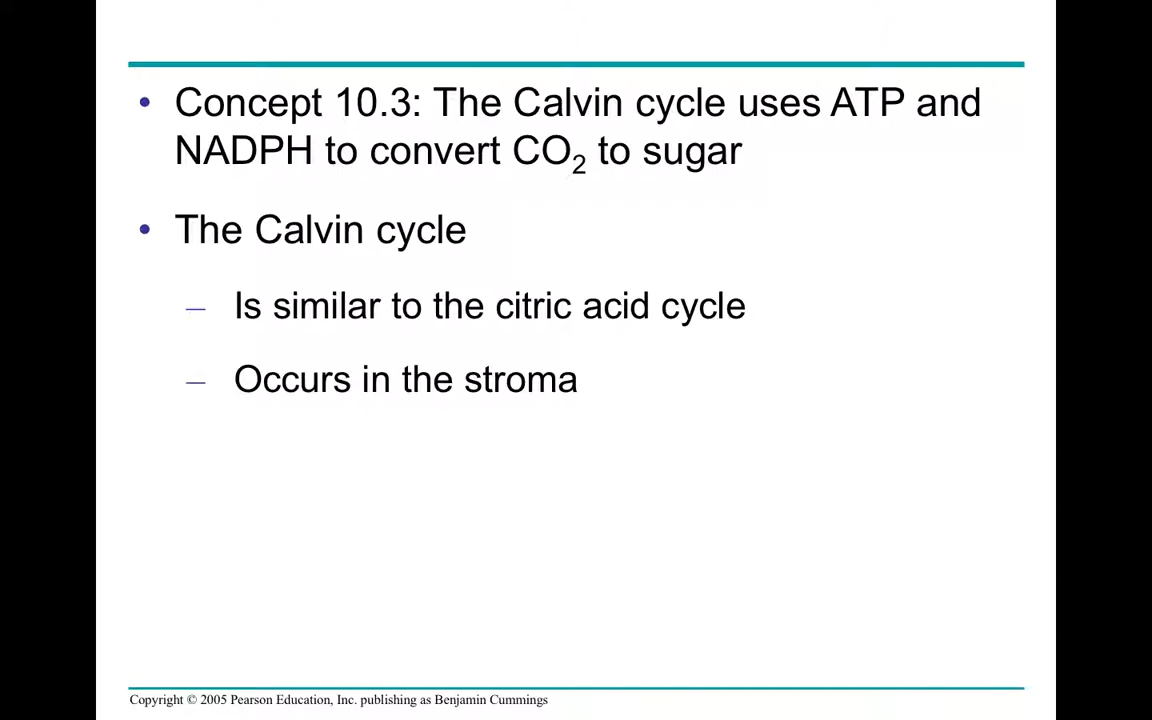 • Concept 10.3: The Calvin cycle uses ATP and
NADPH to convert CO₂ to sugar
• The Calvin cycle
– Is similar to the citric acid cycle
– Occurs in the stroma
Copyright © 2005 Pearson Education, Inc. publishing as Benjamin Cummings